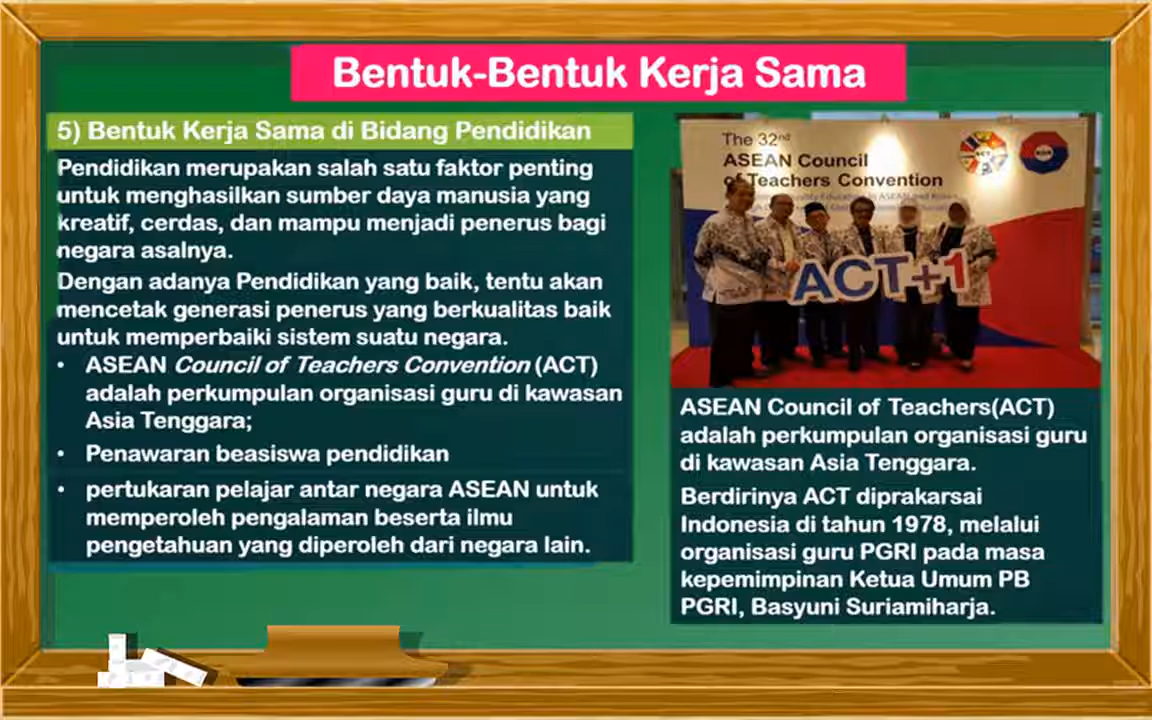 Bentuk-Bentuk Kerja Sama
5) Bentuk Kerja Sama di Bidang Pendidikan
Pendidikan merupakan salah satu faktor penting
untuk menghasilkan sumber daya manusia yang
kreatif, cerdas, dan mampu menjadi penerus bagi
negara asalnya.
Dengan adanya Pendidikan yang baik, tentu akan
mencetak generasi penerus yang berkualitas baik
untuk memperbaiki sistem suatu negara.
• ASEAN Council of Teachers Convention (ACT)
adalah perkumpulan organisasi guru di kawasan
Asia Tenggara;
• Penawaran beasiswa pendidikan
• pertukaran pelajar antar negara ASEAN untuk
memperoleh pengalaman beserta ilmu
pengetahuan yang diperoleh dari negara lain.
The 32nd
ASEAN Council
of Teachers Convention
ACT+1
ASEAN Council of Teachers(ACT)
adalah perkumpulan organisasi guru
di kawasan Asia Tenggara.
Berdirinya ACT diprakarsai
Indonesia di tahun 1978, melalui
organisasi guru PGRI pada masa
kepemimpinan Ketua Umum PB
PGRI, Basyuni Suriamiharja.